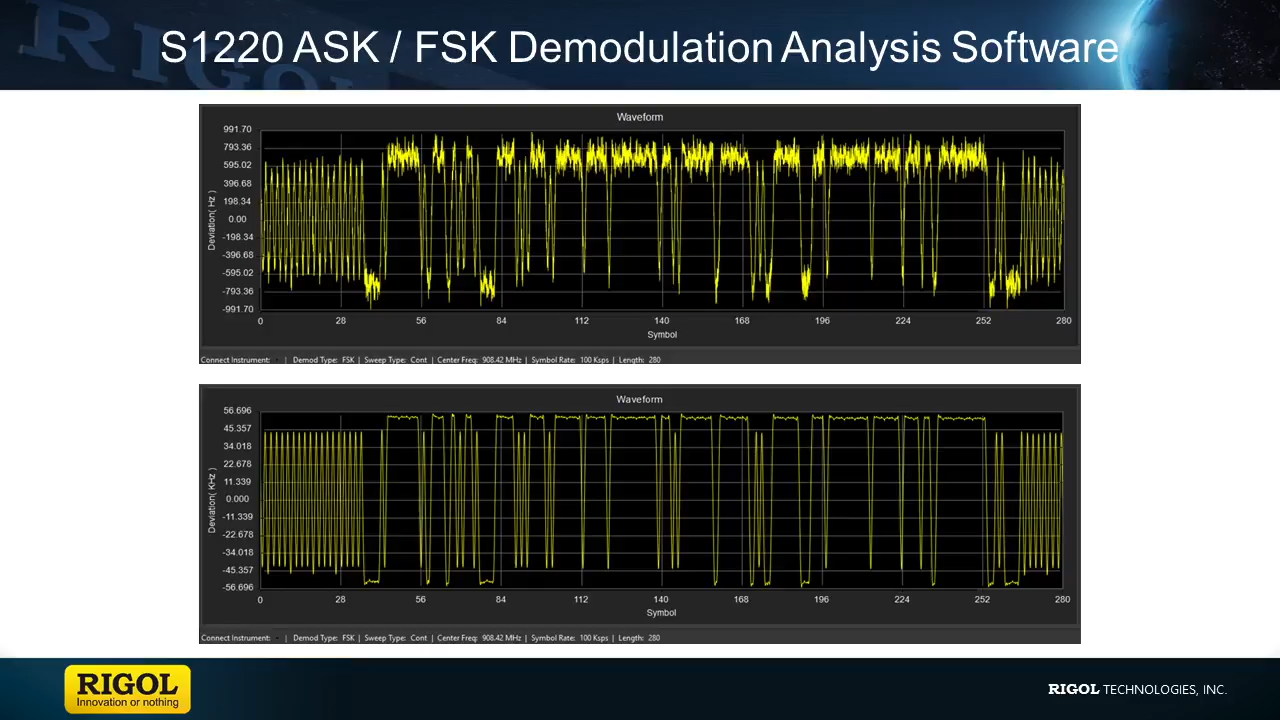 S1220 ASK / FSK Demodulation Analysis Software
RIGOL
Waveform
991.70
793.36
595.02
396.68
198.34
0.00
-198.34
-396.68
-595.02
-793.36
-991.70
Deviation( Hz )
0 28 56 84 112 140 168 196 224 252 280
Symbol
Connect Instrument: - | Demod Type: FSK | Sweep Type: Cont | Center Freq: 908.42 MHz | Symbol Rate: 100 Ksps | Length: 280
Waveform
56.696
45.357
34.018
22.678
11.339
0.000
-11.339
-22.678
-34.018
-45.357
-56.696
Deviation( KHz )
0 28 56 84 112 140 168 196 224 252 280
Symbol
Connect Instrument: - | Demod Type: FSK | Sweep Type: Cont | Center Freq: 908.42 MHz | Symbol Rate: 100 Ksps | Length: 280
RIGOL
Innovation or nothing
RIGOL TECHNOLOGIES, INC.